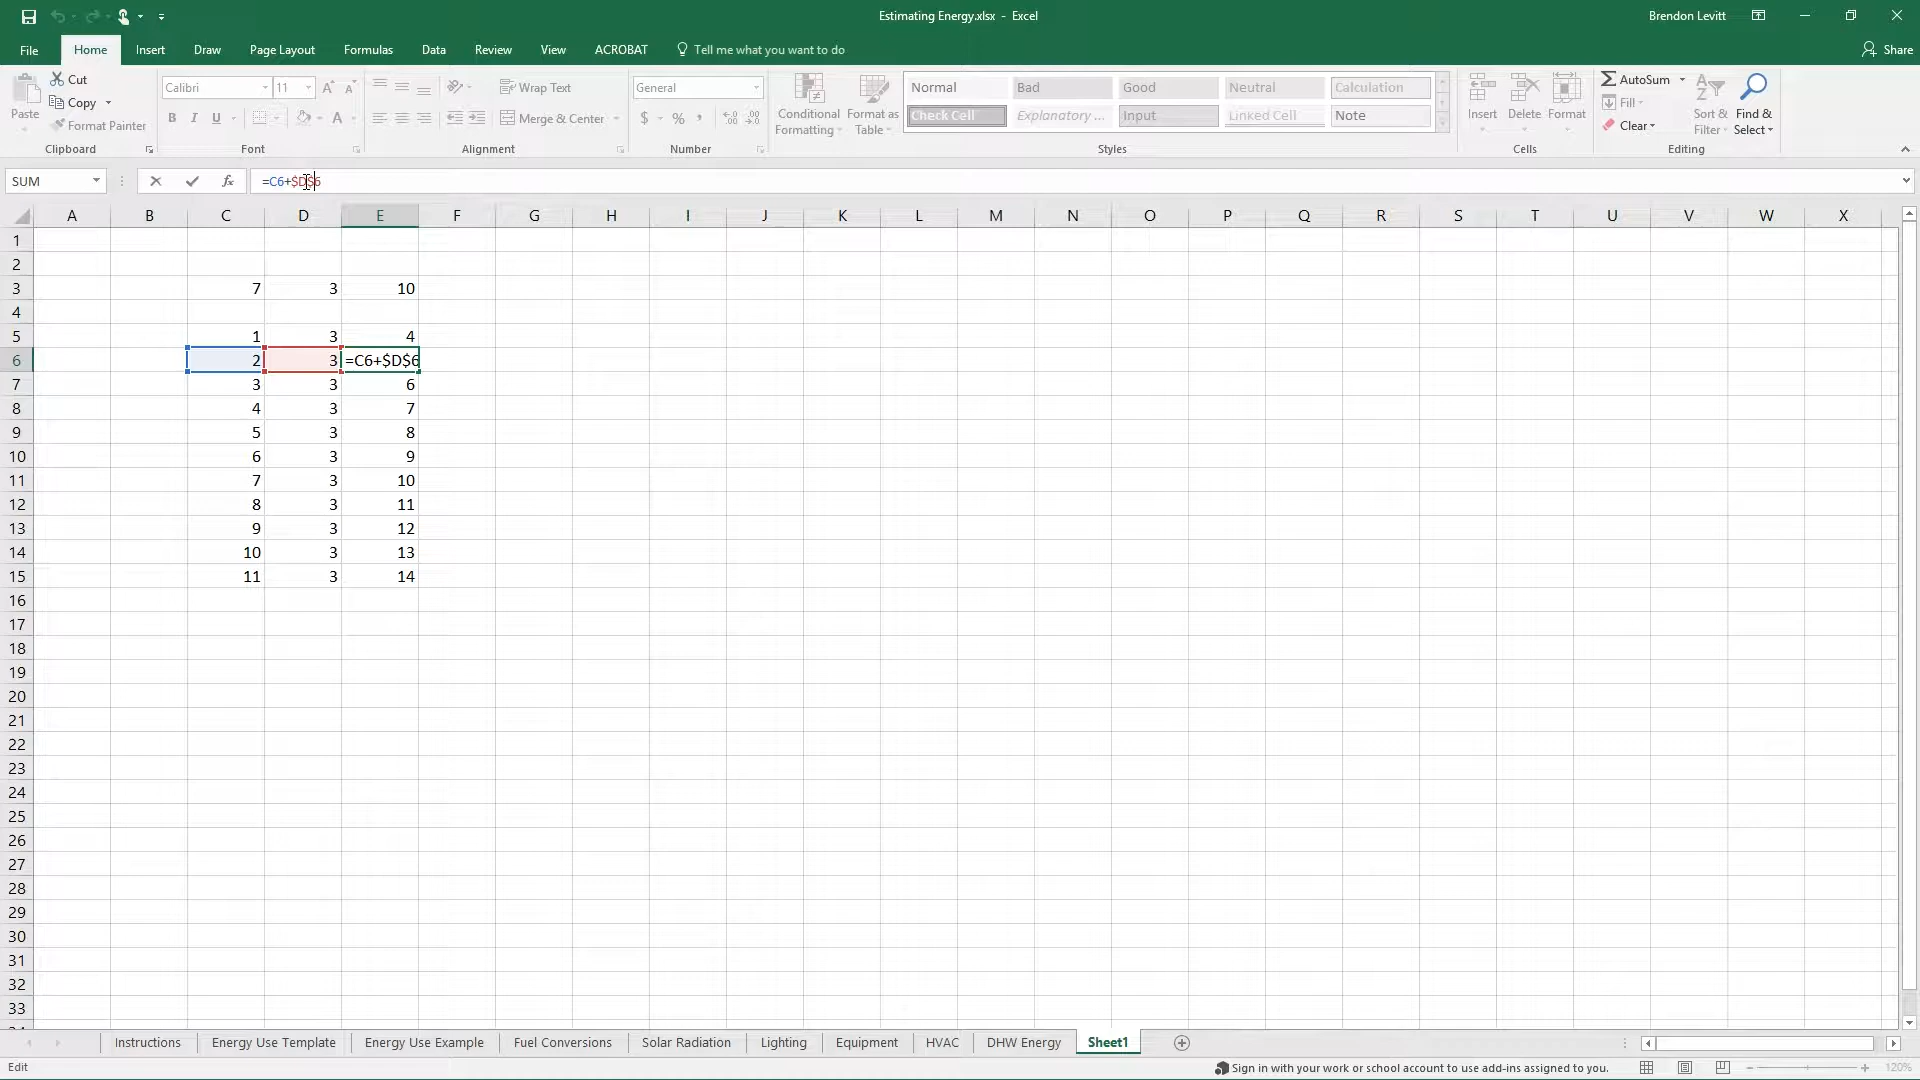 Estimating Energy.xlsx - Excel
Brendon Levitt
File Home Insert Draw Page Layout Formulas Data Review View ACROBAT Tell me what you want to do Share
Paste
Cut
Copy
Format Painter
Clipboard
Calibri 11 A A
B I U A
Font
Wrap Text
Merge & Center
Alignment
General
$ % ,
Number
Conditional Formatting
Format as Table
Normal Bad Good Neutral Calculation
Check Cell Explanatory ... Input Linked Cell Note
Styles
Insert Delete Format
Cells
AutoSum
Fill
Clear
Sort & Filter
Find & Select
Editing
SUM fx =C6+$D$6
A B C D E F G H I J K L M N O P Q R S T U V W X
1
2
3 7 3 10
4
5 1 3 4
6 2 3 =C6+$D$6
7 3 3 6
8 4 3 7
9 5 3 8
10 6 3 9
11 7 3 10
12 8 3 11
13 9 3 12
14 10 3 13
15 11 3 14
16
17
18
19
20
21
22
23
24
25
26
27
28
29
30
31
32
33
Instructions Energy Use Template Energy Use Example Fuel Conversions Solar Radiation Lighting Equipment HVAC DHW Energy Sheet1
Edit Sign in with your work or school account to use add-ins assigned to you. 120%